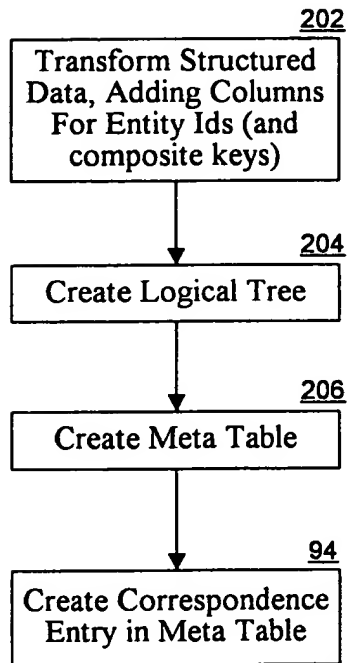 202
Transform Structured
Data, Adding Columns
For Entity Ids (and
composite keys)
204
Create Logical Tree
206
Create Meta Table
94
Create Correspondence
Entry in Meta Table